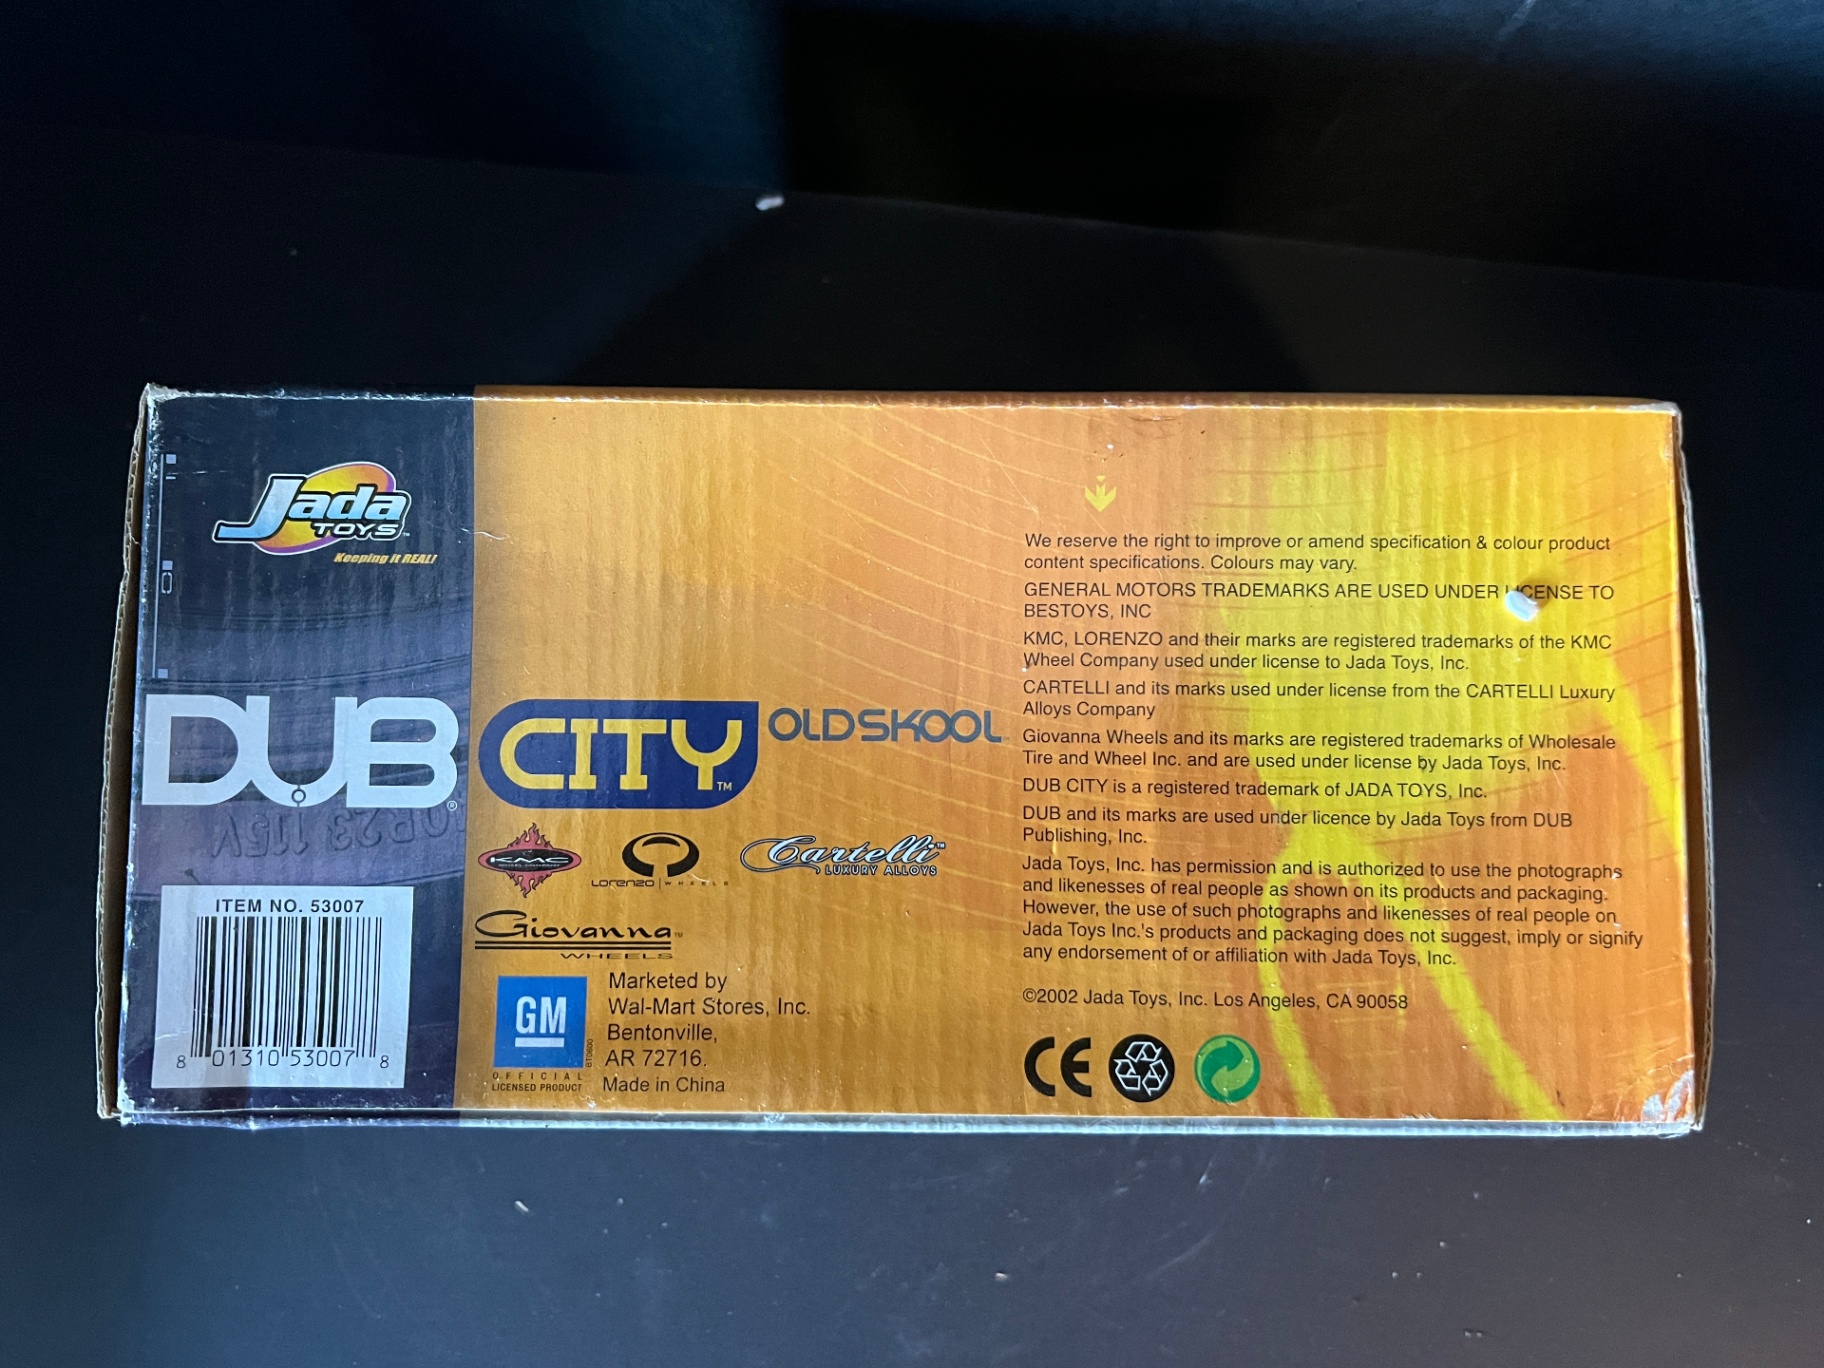 Jada
TOYS™
Keeping it REAL!
DUB®
CITY™
OLDSKOOL
KMC
LORENZO | WHEELS
Cartelli™
LUXURY ALLOYS
Giovanna™
WHEELS
ITEM NO. 53007
8 01310 53007 8
GM
BT0600
OFFICIAL
LICENSED PRODUCT
Marketed by
Wal-Mart Stores, Inc.
Bentonville,
AR 72716.
Made in China
We reserve the right to improve or amend specification & colour product
content specifications. Colours may vary.
GENERAL MOTORS TRADEMARKS ARE USED UNDER LICENSE TO
BESTOYS, INC
KMC, LORENZO and their marks are registered trademarks of the KMC
Wheel Company used under license to Jada Toys, Inc.
CARTELLI and its marks used under license from the CARTELLI Luxury
Alloys Company
Giovanna Wheels and its marks are registered trademarks of Wholesale
Tire and Wheel Inc. and are used under license by Jada Toys, Inc.
DUB CITY is a registered trademark of JADA TOYS, Inc.
DUB and its marks are used under licence by Jada Toys from DUB
Publishing, Inc.
Jada Toys, Inc. has permission and is authorized to use the photographs
and likenesses of real people as shown on its products and packaging.
However, the use of such photographs and likenesses of real people on
Jada Toys Inc.'s products and packaging does not suggest, imply or signify
any endorsement of or affiliation with Jada Toys, Inc.
©2002 Jada Toys, Inc. Los Angeles, CA 90058
CE